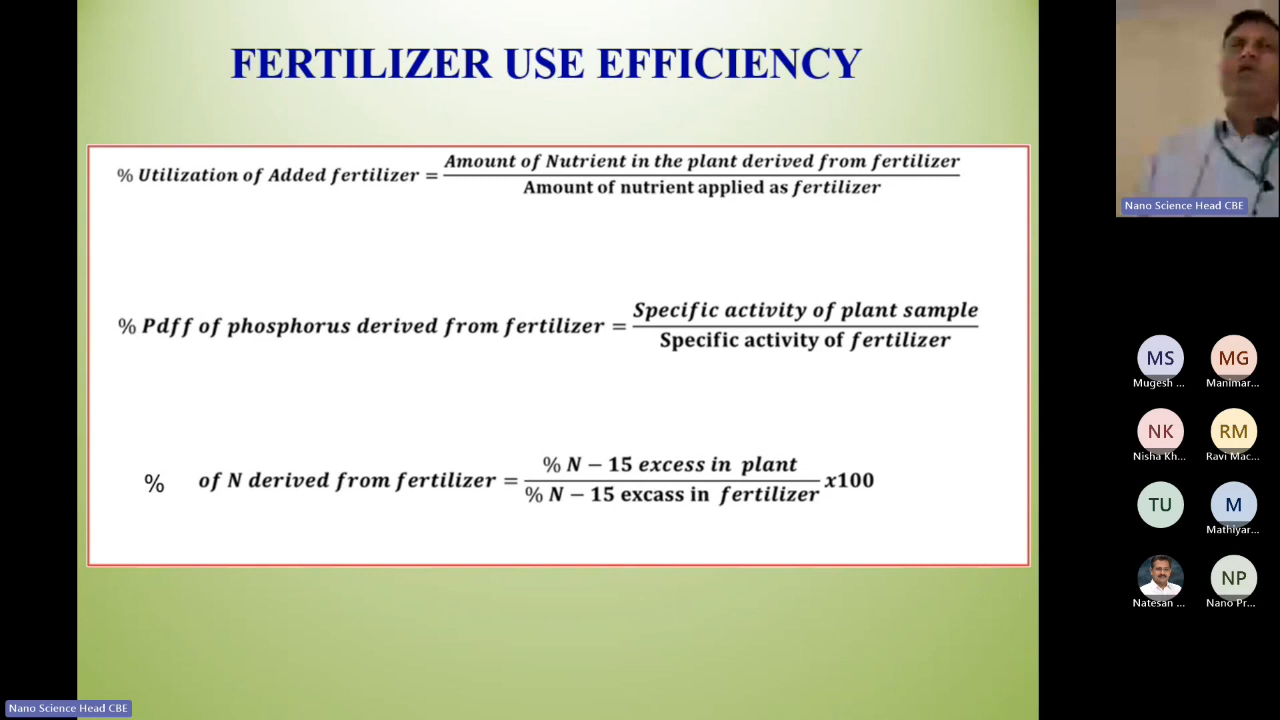 FERTILIZER USE EFFICIENCY
% Utilization of Added fertilizer = Amount of Nutrient in the plant derived from fertilizer
Amount of nutrient applied as fertilizer
% Pdff of phosphorus derived from fertilizer = Specific activity of plant sample
Specific activity of fertilizer
% of N derived from fertilizer = % N − 15 excess in plant
% N − 15 excass in fertilizer x100
Nano Science Head CBE
MS
MG
Mugesh ...
Manimar...
NK
RM
Nisha Kh...
Ravi Mac...
TU
M
Mathiyar...
NP
Natesan ...
Nano Pr...
Nano Science Head CBE